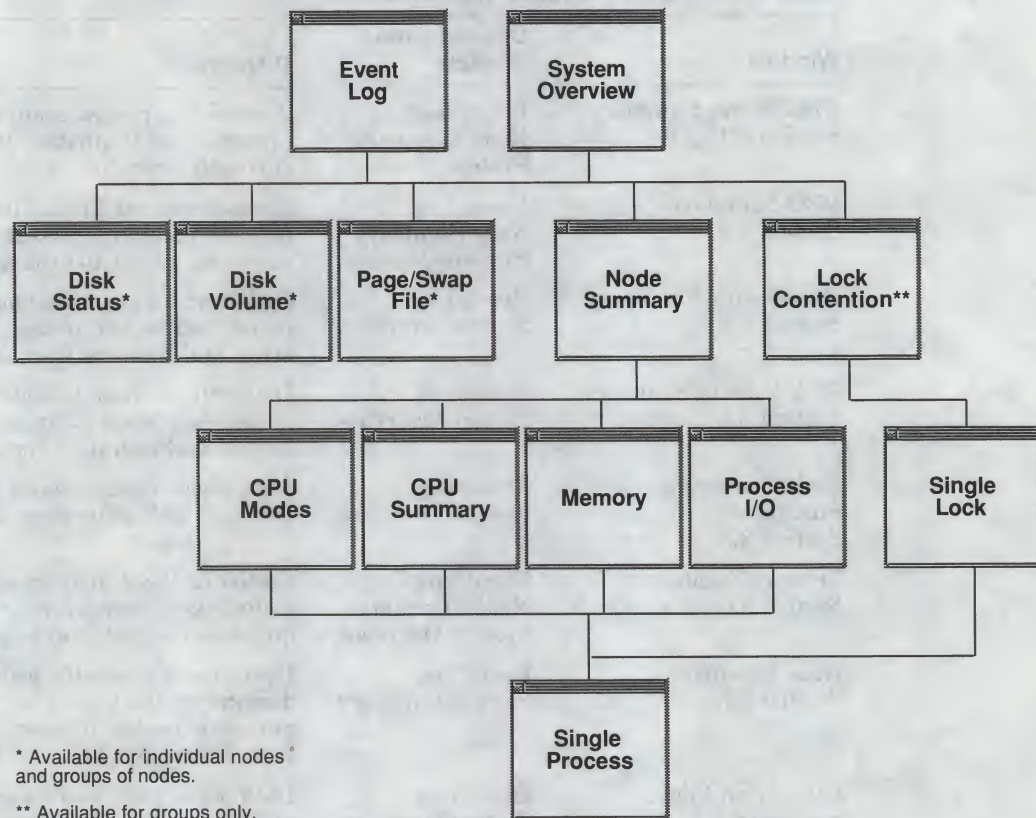 Event
Log
System
Overview
Disk
Status*
Disk
Volume*
Page/Swap
File*
Node
Summary
Lock
Contention**
CPU
Modes
CPU
Summary
Memory
Process
I/O
Single
Lock
Single
Process
* Available for individual nodes
and groups of nodes.
** Available for groups only.